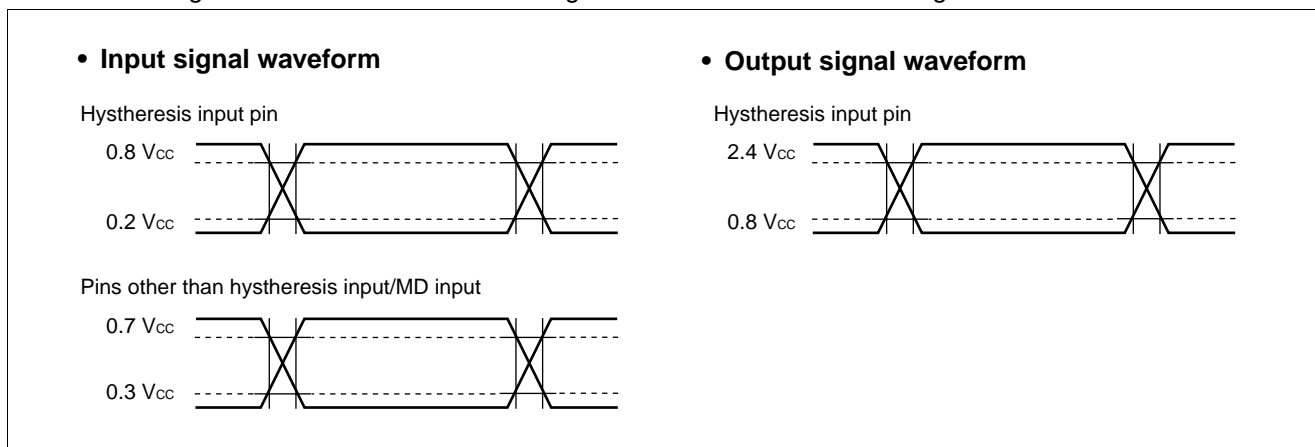 • Input signal waveform
Hystheresis input pin
0.8 Vcc
0.2 Vcc
Pins other than hystheresis input/MD input
0.7 Vcc
0.3 Vcc
• Output signal waveform
Hystheresis input pin
2.4 Vcc
0.8 Vcc